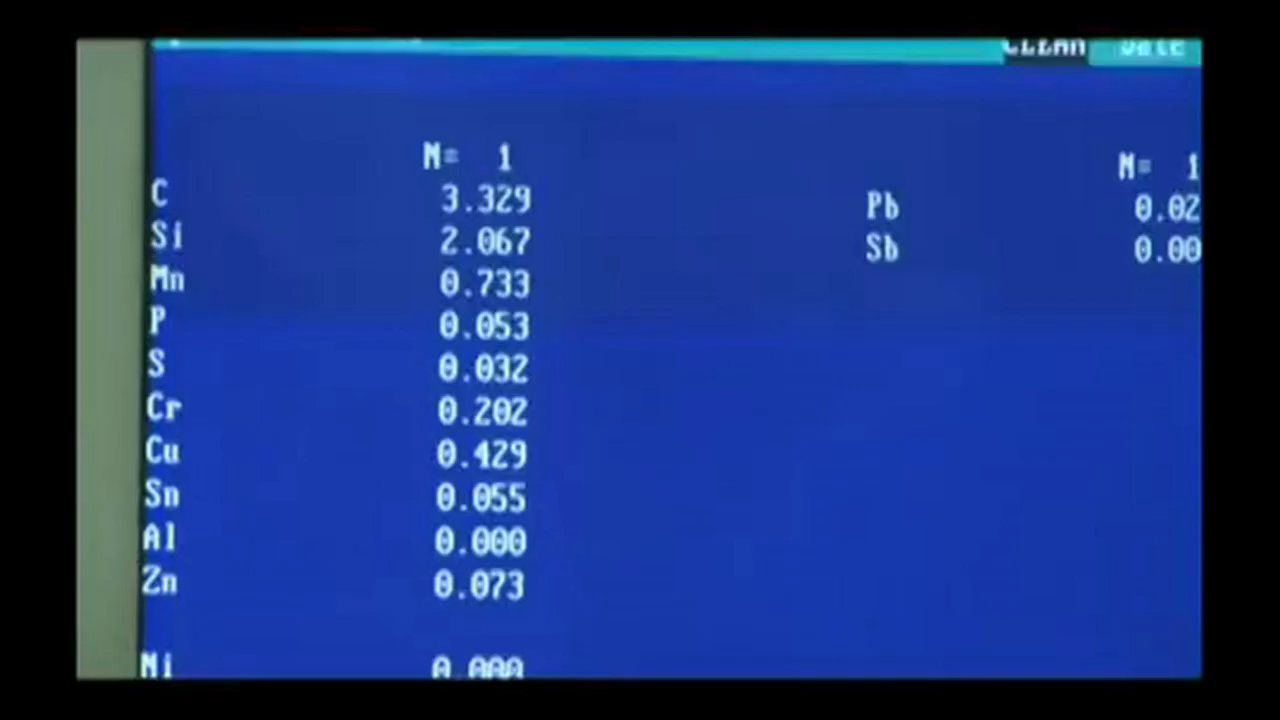 CLEAN Date
N= 1 N= 1
C 3.329 Pb 0.02
Si 2.067 Sb 0.00
Mn 0.733
P 0.053
S 0.032
Cr 0.202
Cu 0.429
Sn 0.055
Al 0.000
Zn 0.073
Ni 0.000